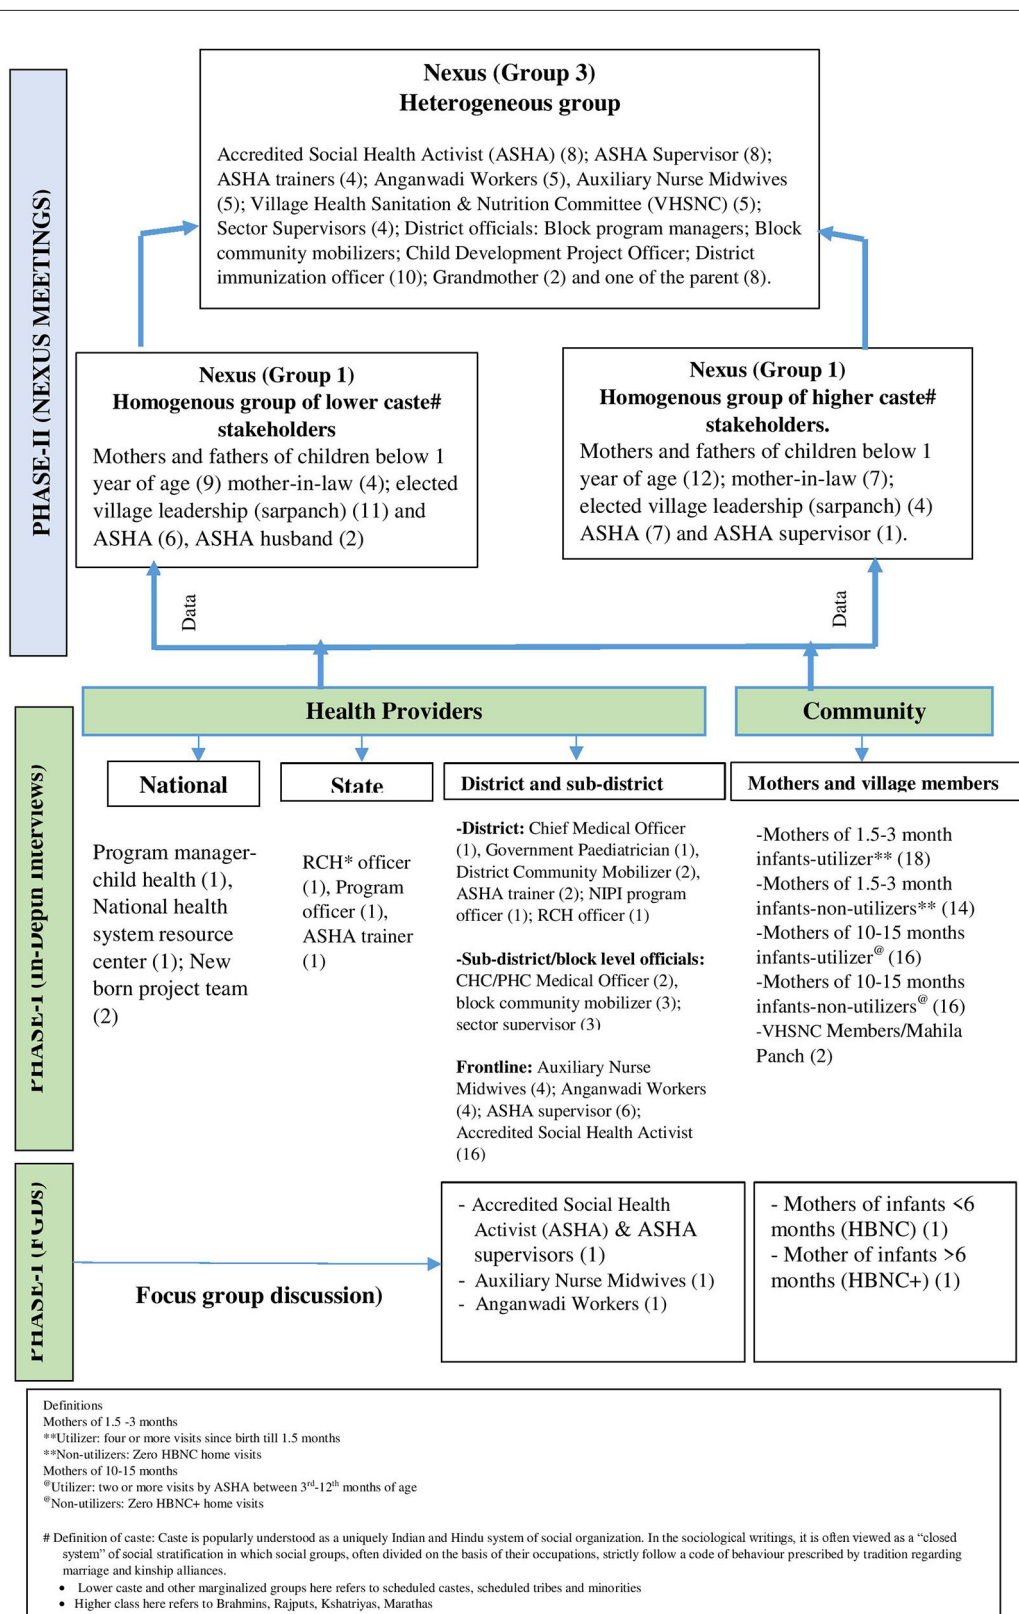 PHASE-II (NEXUS MEETINGS)
Nexus (Group 3)
Heterogeneous group
Accredited Social Health Activist (ASHA) (8); ASHA Supervisor (8);
ASHA trainers (4); Anganwadi Workers (5), Auxiliary Nurse Midwives
(5); Village Health Sanitation & Nutrition Committee (VHSNC) (5);
Sector Supervisors (4); District officials: Block program managers; Block
community mobilizers; Child Development Project Officer; District
immunization officer (10); Grandmother (2) and one of the parent (8).
Nexus (Group 1)
Homogenous group of lower caste#
stakeholders
Mothers and fathers of children below 1
year of age (9) mother-in-law (4); elected
village leadership (sarpanch) (11) and
ASHA (6), ASHA husband (2)
Nexus (Group 1)
Homogenous group of higher caste#
stakeholders.
Mothers and fathers of children below 1
year of age (12); mother-in-law (7);
elected village leadership (sarpanch) (4)
ASHA (7) and ASHA supervisor (1).
Data
Data
PHASE-I (In-Depth Interviews)
Health Providers
Community
National
State
District and sub-district
Mothers and village members
Program manager-
child health (1),
National health
system resource
center (1); New
born project team
(2)
RCH* officer
(1), Program
officer (1),
ASHA trainer
(1)
-District: Chief Medical Officer
(1), Government Paediatrician (1),
District Community Mobilizer (2),
ASHA trainer (2); NIPI program
officer (1); RCH officer (1)
-Sub-district/block level officials:
CHC/PHC Medical Officer (2),
block community mobilizer (3);
sector supervisor (3)
Frontline: Auxiliary Nurse
Midwives (4); Anganwadi Workers
(4); ASHA supervisor (6);
Accredited Social Health Activist
(16)
-Mothers of 1.5-3 month
infants-utilizer** (18)
-Mothers of 1.5-3 month
infants-non-utilizers** (14)
-Mothers of 10-15 months
infants-utilizer@ (16)
-Mothers of 10-15 months
infants-non-utilizers@ (16)
-VHSNC Members/Mahila
Panch (2)
PHASE-I (FGDs)
Focus group discussion)
- Accredited Social Health
Activist (ASHA) & ASHA
supervisors (1)
- Auxiliary Nurse Midwives (1)
- Anganwadi Workers (1)
- Mothers of infants <6
months (HBNC) (1)
- Mother of infants >6
months (HBNC+) (1)
Definitions
Mothers of 1.5 -3 months
**Utilizer: four or more visits since birth till 1.5 months
**Non-utilizers: Zero HBNC home visits
Mothers of 10-15 months
@Utilizer: two or more visits by ASHA between 3rd-12th months of age
@Non-utilizers: Zero HBNC+ home visits
# Definition of caste: Caste is popularly understood as a uniquely Indian and Hindu system of social organization. In the sociological writings, it is often viewed as a “closed
system” of social stratification in which social groups, often divided on the basis of their occupations, strictly follow a code of behaviour prescribed by tradition regarding
marriage and kinship alliances.
• Lower caste and other marginalized groups here refers to scheduled castes, scheduled tribes and minorities
• Higher class here refers to Brahmins, Rajputs, Kshatriyas, Marathas